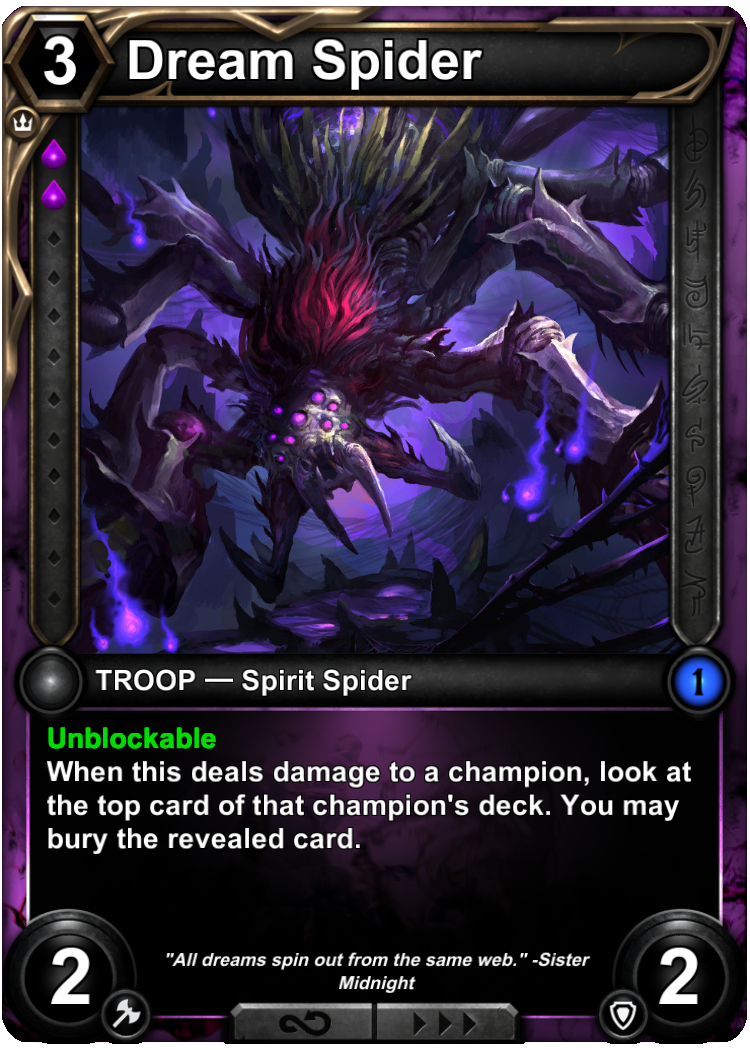 3
Dream Spider
TROOP — Spirit Spider
1
Unblockable
When this deals damage to a champion, look at
the top card of that champion's deck. You may
bury the revealed card.
2
"All dreams spin out from the same web." -Sister
Midnight
2